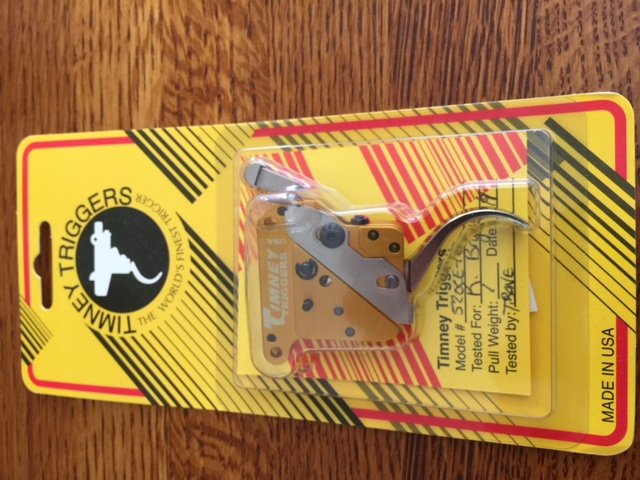 TIMNEY TRIGGERS
THE WORLD'S FINEST TRIGGER
TIMNEY
TRIGGERS
Timney Triggers
Model #
Tested For: R.
Pull Weight:
Date:
Tested by:
MADE IN USA